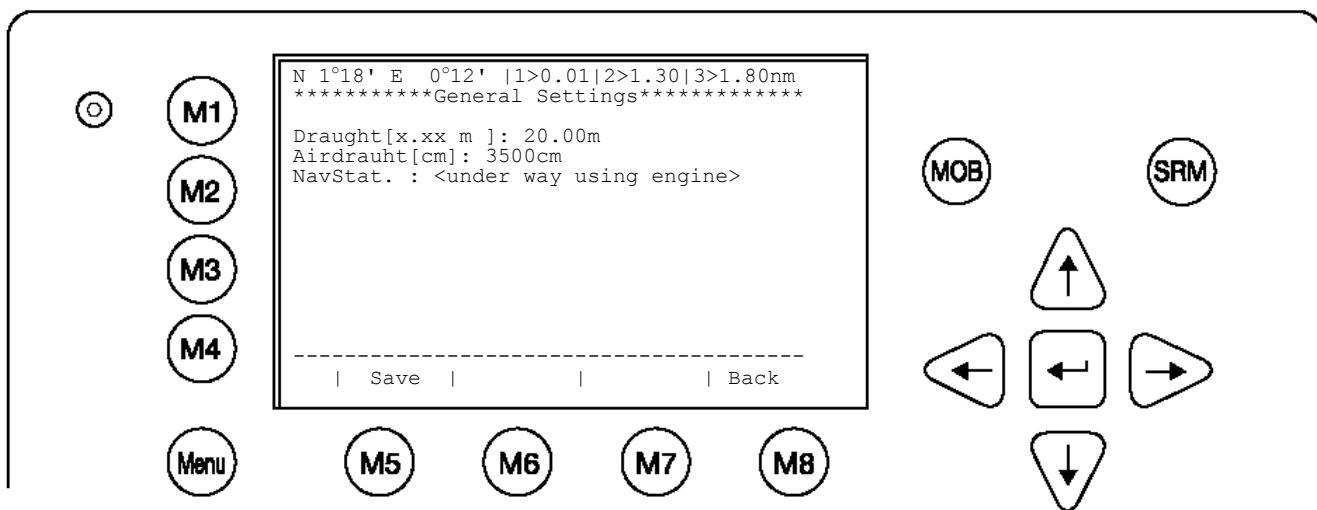 N 1°18' E 0°12' |1>0.01|2>1.30|3>1.80nm
***********General Settings*************
Draught[x.xx m ]: 20.00m
Airdrauht[cm]: 3500cm
NavStat. : <under way using engine>
----------------------------------------
| Save | | | Back
M1
M2
M3
M4
Menu
M5 M6 M7 M8
MOB SRM